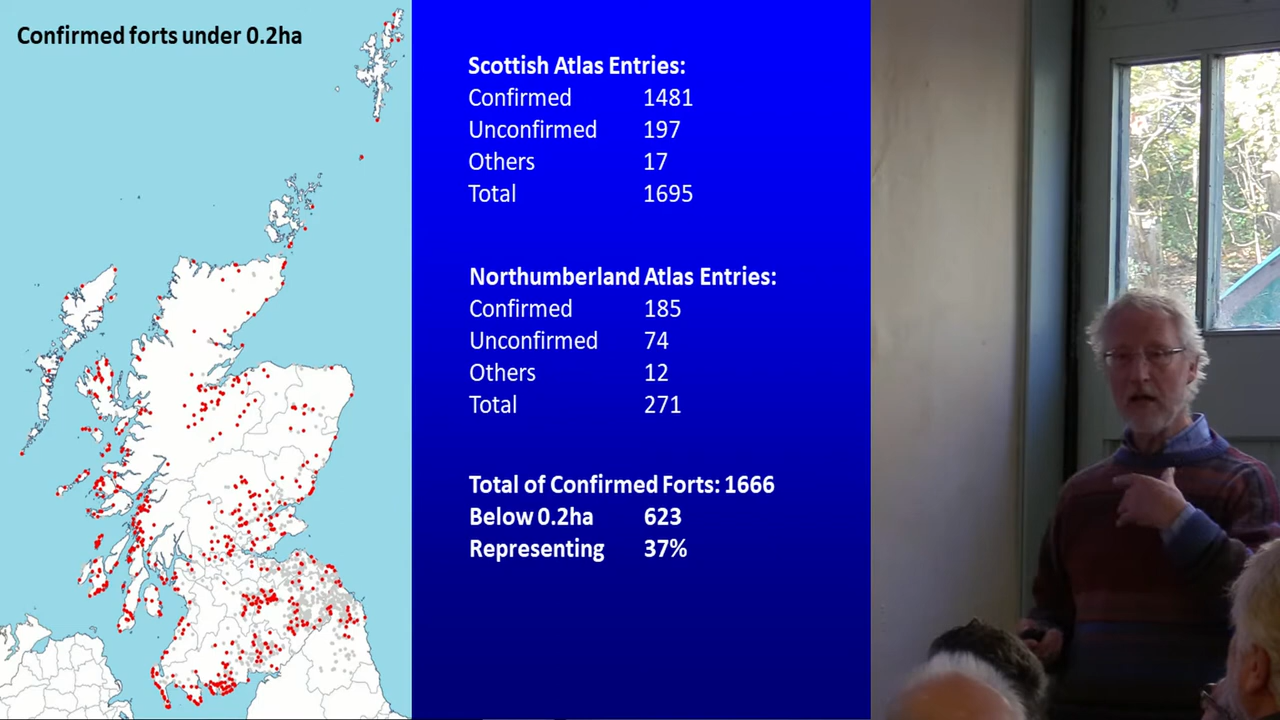 Confirmed forts under 0.2ha
Scottish Atlas Entries:
Confirmed 1481
Unconfirmed 197
Others 17
Total 1695
Northumberland Atlas Entries:
Confirmed 185
Unconfirmed 74
Others 12
Total 271
Total of Confirmed Forts: 1666
Below 0.2ha 623
Representing 37%